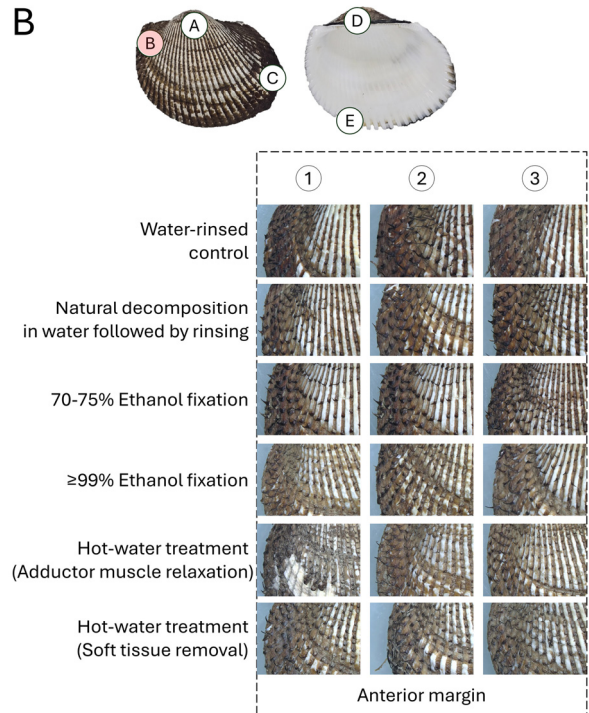 B
A
B
C
D
E
1
2
3
Water-rinsed
control
Natural decomposition
in water followed by rinsing
70-75% Ethanol fixation
≥99% Ethanol fixation
Hot-water treatment
(Adductor muscle relaxation)
Hot-water treatment
(Soft tissue removal)
Anterior margin